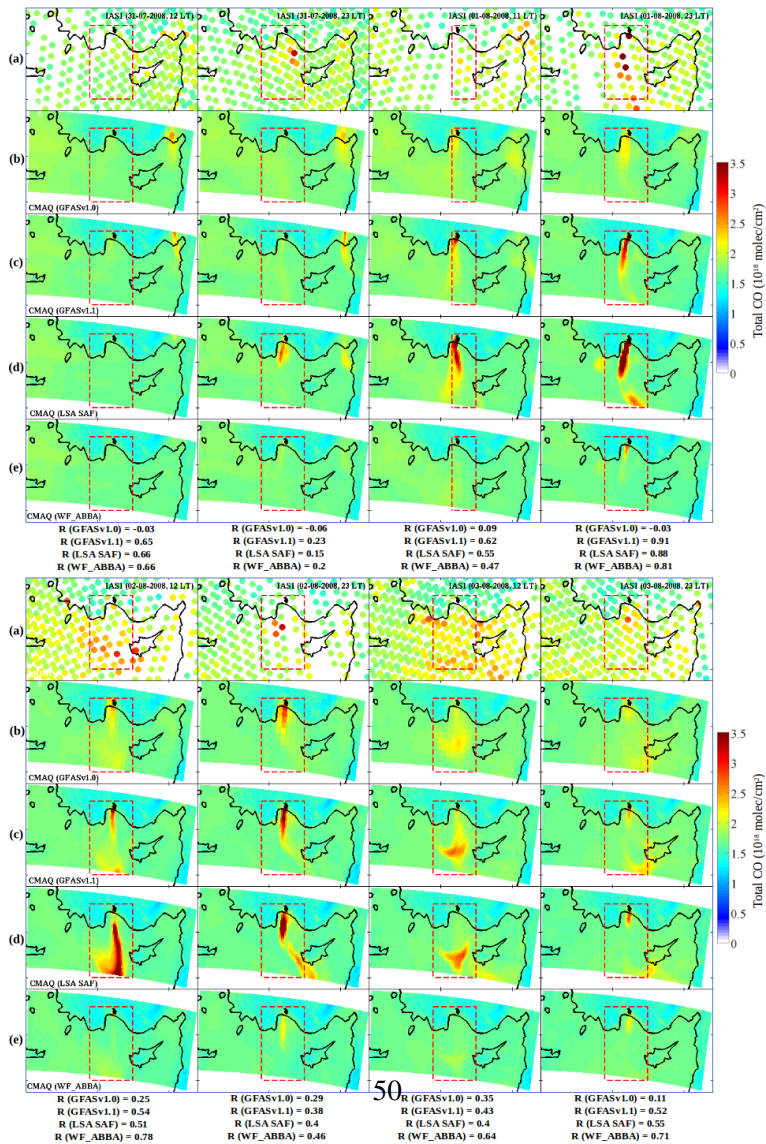 IASI (31-07-2008, 12 LT) IASI (31-07-2008, 23 LT) IASI (01-08-2008, 11 LT) IASI (01-08-2008, 23 LT)
(a)
(b)
CMAQ (GFASv1.0)
(c)
CMAQ (GFASv1.1)
(d)
CMAQ (LSA SAF)
(e)
CMAQ (WF_ABBA)
3.5
3
2.5
2
1.5
1
0.5
0
Total CO (10¹⁸ molec/cm²)
R (GFASv1.0) = -0.03 R (GFASv1.0) = -0.06 R (GFASv1.0) = 0.09 R (GFASv1.0) = -0.03
R (GFASv1.1) = 0.65 R (GFASv1.1) = 0.23 R (GFASv1.1) = 0.62 R (GFASv1.1) = 0.91
R (LSA SAF) = 0.66 R (LSA SAF) = 0.15 R (LSA SAF) = 0.55 R (LSA SAF) = 0.88
R (WF_ABBA) = 0.66 R (WF_ABBA) = 0.2 R (WF_ABBA) = 0.47 R (WF_ABBA) = 0.81
IASI (02-08-2008, 12 LT) IASI (02-08-2008, 23 LT) IASI (03-08-2008, 12 LT) IASI (03-08-2008, 23 LT)
(a)
(b)
CMAQ (GFASv1.0)
(c)
CMAQ (GFASv1.1)
(d)
CMAQ (LSA SAF)
(e)
CMAQ (WF_ABBA)
3.5
3
2.5
2
1.5
1
0.5
0
Total CO (10¹⁸ molec/cm²)
50
R (GFASv1.0) = 0.25 R (GFASv1.0) = 0.29 R (GFASv1.0) = 0.35 R (GFASv1.0) = 0.11
R (GFASv1.1) = 0.54 R (GFASv1.1) = 0.38 R (GFASv1.1) = 0.43 R (GFASv1.1) = 0.52
R (LSA SAF) = 0.51 R (LSA SAF) = 0.4 R (LSA SAF) = 0.4 R (LSA SAF) = 0.55
R (WF_ABBA) = 0.78 R (WF_ABBA) = 0.46 R (WF_ABBA) = 0.64 R (WF_ABBA) = 0.71